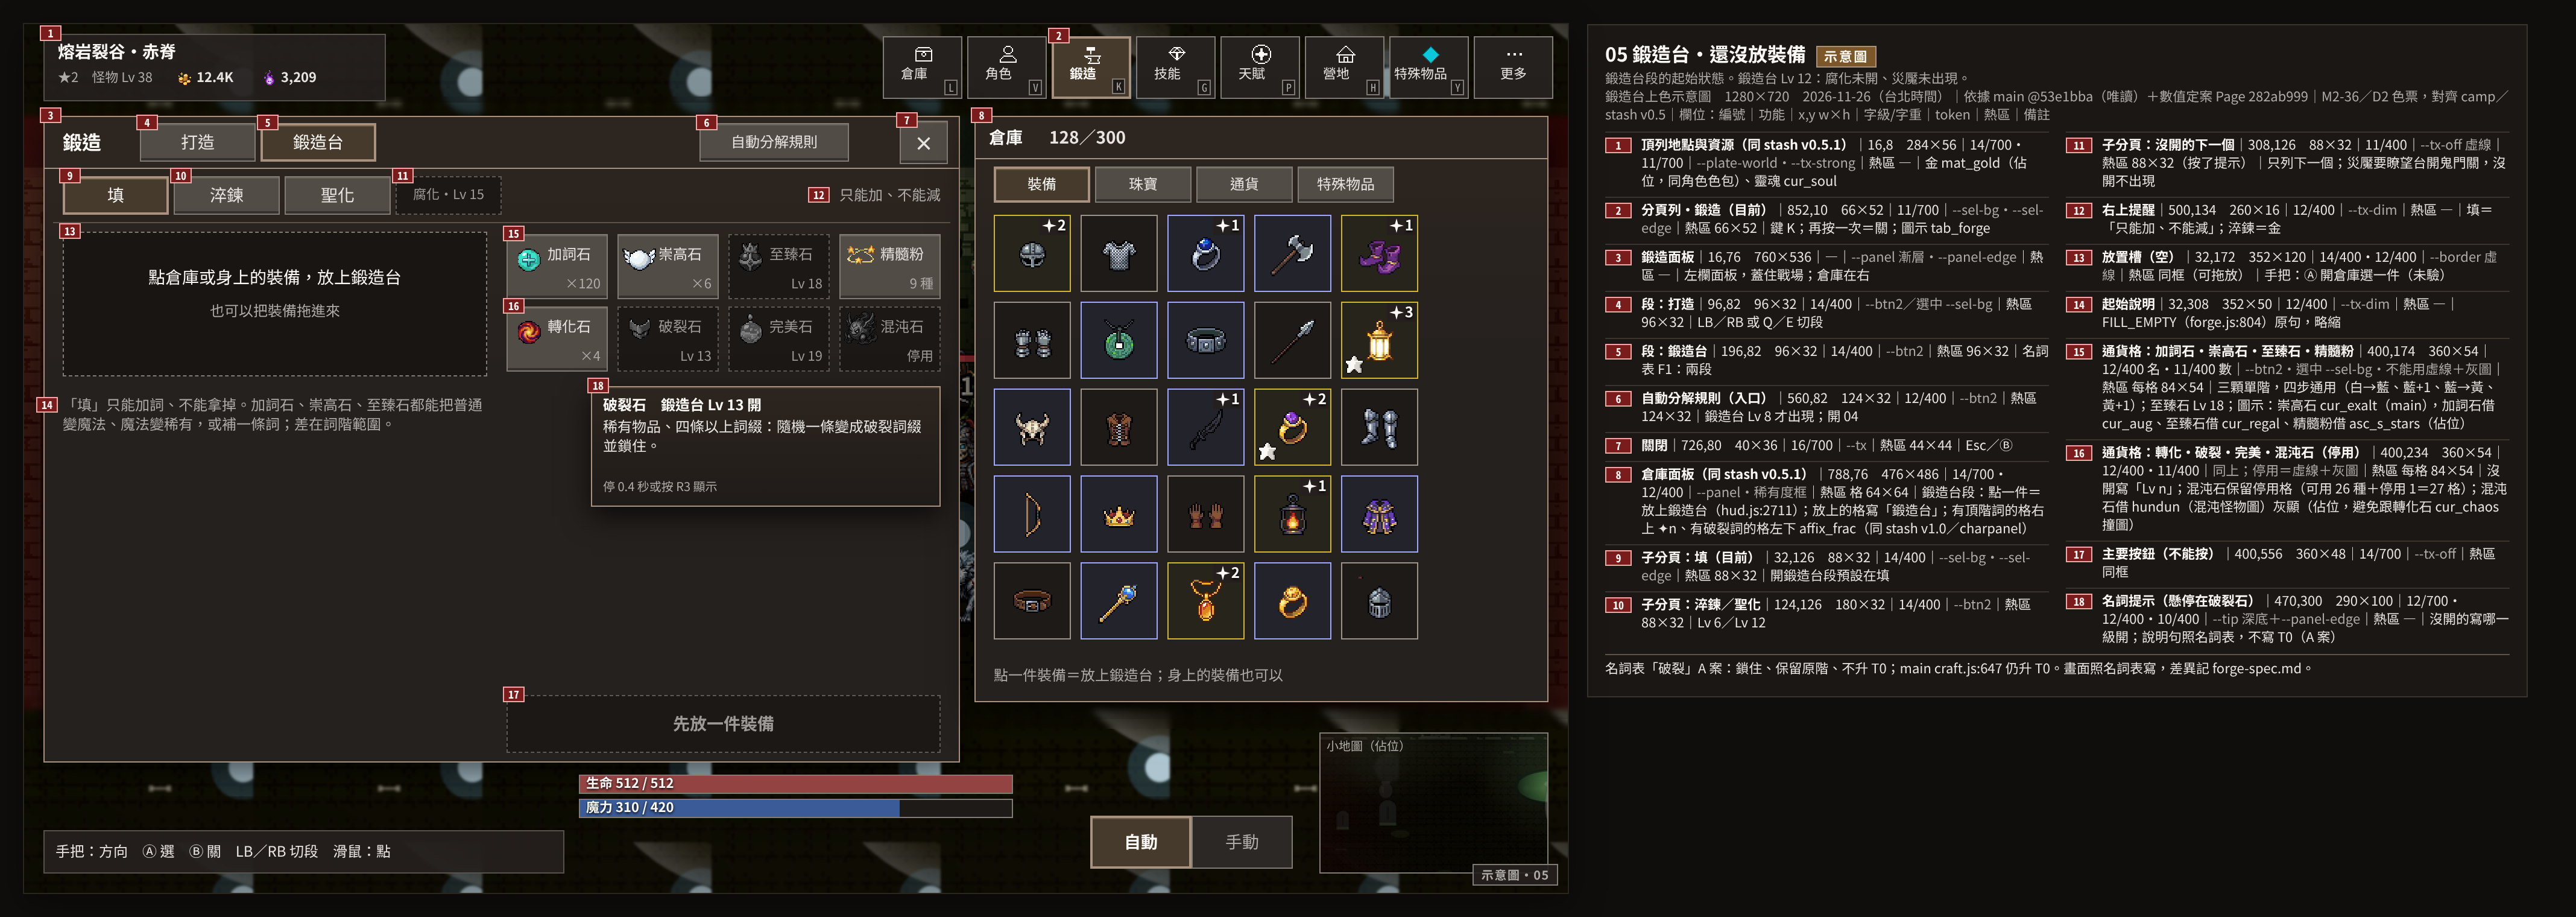 1
熔岩裂谷・赤脊
★2 怪物 Lv 38 12.4K 3,209
倉庫 L
角色 V
2
鍛造 K
技能 G
天賦 P
營地 H
特殊物品 Y
更多
3
鍛造
4
打造
5
鍛造台
6
自動分解規則
7
×
9
填
10
淬鍊
聖化
11
腐化・Lv 15
12
只能加、不能減
13
點倉庫或身上的裝備，放上鍛造台
也可以把裝備拖進來
14
「填」只能加詞、不能拿掉。加詞石、崇高石、至臻石都能把普通
變魔法、魔法變稀有，或補一條詞；差在詞階範圍。
15
加詞石 ×120
崇高石 ×6
至臻石 Lv 18
精髓粉 9 種
16
轉化石 ×4
破裂石 Lv 13
完美石 Lv 19
混沌石 停用
18
破裂石 鍛造台 Lv 13 開
稀有物品、四條以上詞綴：隨機一條變成破裂詞綴
並鎖住。
停 0.4 秒或按 R3 顯示
17
先放一件裝備
8
倉庫 128／300
裝備
珠寶
通貨
特殊物品
✦2
✦1
✦1
✦3
✦1
✦2
✦1
✦2
點一件裝備＝放上鍛造台；身上的裝備也可以
生命 512 / 512
魔力 310 / 420
手把：方向 Ⓐ 選 Ⓑ 關 LB／RB 切段 滑鼠：點
自動
手動
小地圖（佔位）
示意圖・05
05 鍛造台・還沒放裝備 示意圖
鍛造台段的起始狀態。鍛造台 Lv 12：腐化未開、災魘未出現。
鍛造台上色示意圖 1280×720 2026-11-26（台北時間）｜依據 main @53e1bba（唯讀）＋數值定案 Page 282ab999｜M2-36／D2 色票，對齊 camp／
stash v0.5｜欄位：編號｜功能｜x,y w×h｜字級/字重｜token｜熱區｜備註
1 頂列地點與資源（同 stash v0.5.1）｜16,8 284×56｜14/700・
11/700｜--plate-world・--tx-strong｜熱區 —｜金 mat_gold（佔
位，同角色色包）、靈魂 cur_soul
2 分頁列・鍛造（目前）｜852,10 66×52｜11/700｜--sel-bg・--sel-
edge｜熱區 66×52｜鍵 K；再按一次＝關；圖示 tab_forge
3 鍛造面板｜16,76 760×536｜—｜--panel 漸層・--panel-edge｜熱
區 —｜左欄面板，蓋住戰場；倉庫在右
4 段：打造｜96,82 96×32｜14/400｜--btn2／選中 --sel-bg｜熱區
96×32｜LB／RB 或 Q／E 切段
5 段：鍛造台｜196,82 96×32｜14/400｜--btn2｜熱區 96×32｜名詞
表 F1：兩段
6 自動分解規則（入口）｜560,82 124×32｜12/400｜--btn2｜熱區
124×32｜鍛造台 Lv 8 才出現；開 04
7 關閉｜726,80 40×36｜16/700｜--tx｜熱區 44×44｜Esc／Ⓑ
8 倉庫面板（同 stash v0.5.1）｜788,76 476×486｜14/700・
12/400｜--panel・稀有度框｜熱區 格 64×64｜鍛造台段：點一件＝
放上鍛造台（hud.js:2711）；放上的格寫「鍛造台」；有頂階詞的格右
上 ✦n、有破裂詞的格左下 affix_frac（同 stash v1.0／charpanel）
9 子分頁：填（目前）｜32,126 88×32｜14/400｜--sel-bg・--sel-
edge｜熱區 88×32｜開鍛造台段預設在填
10 子分頁：淬鍊／聖化｜124,126 180×32｜14/400｜--btn2｜熱區
88×32｜Lv 6／Lv 12
11 子分頁：沒開的下一個｜308,126 88×32｜11/400｜--tx-off 虛線｜
熱區 88×32（按了提示）｜只列下一個；災魘要瞭望台開鬼門關，沒
開不出現
12 右上提醒｜500,134 260×16｜12/400｜--tx-dim｜熱區 —｜填＝
「只能加、不能減」；淬鍊＝金
13 放置槽（空）｜32,172 352×120｜14/400・12/400｜--border 虛
線｜熱區 同框（可拖放）｜手把：Ⓐ 開倉庫選一件（未驗）
14 起始說明｜32,308 352×50｜12/400｜--tx-dim｜熱區 —｜
FILL_EMPTY（forge.js:804）原句，略縮
15 通貨格：加詞石・崇高石・至臻石・精髓粉｜400,174 360×54｜
12/400 名・11/400 數｜--btn2・選中 --sel-bg・不能用虛線＋灰圖｜
熱區 每格 84×54｜三顆單階，四步通用（白→藍、藍+1、藍→黃、
黃+1）；至臻石 Lv 18；圖示：崇高石 cur_exalt（main），加詞石借
cur_aug、至臻石借 cur_regal、精髓粉借 asc_s_stars（佔位）
16 通貨格：轉化・破裂・完美・混沌石（停用）｜400,234 360×54｜
12/400・11/400｜同上；停用＝虛線＋灰圖｜熱區 每格 84×54｜沒
開寫「Lv n」；混沌石保留停用格（可用 26 種＋停用 1＝27 格）；混沌
石借 hundun（混沌怪物圖）灰顯（佔位，避免跟轉化石 cur_chaos
撞圖）
17 主要按鈕（不能按）｜400,556 360×48｜14/700｜--tx-off｜熱區
同框
18 名詞提示（懸停在破裂石）｜470,300 290×100｜12/700・
12/400・10/400｜--tip 深底＋--panel-edge｜熱區 —｜沒開的寫哪一
級開；說明句照名詞表，不寫 T0（A 案）
名詞表「破裂」A 案：鎖住、保留原階、不升 T0；main craft.js:647 仍升 T0。畫面照名詞表寫，差異記 forge-spec.md。